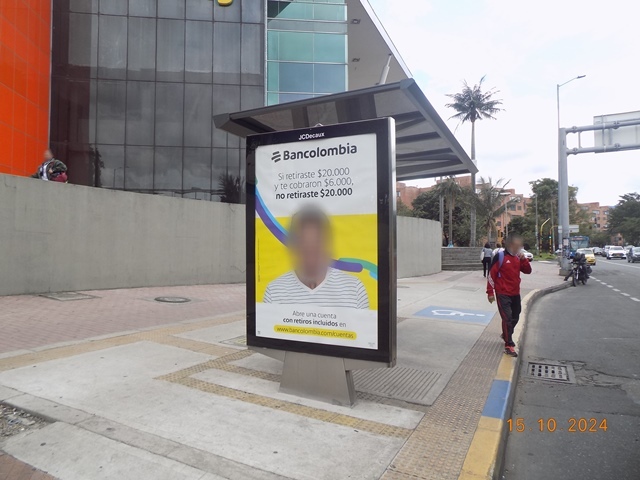 JCDecaux
Bancolombia
Si retiraste $20.000
y te cobraron $6.000,
no retiraste $20.000
Abre una cuenta
con retiros incluidos en
www.bancolombia.com/cuentas
15.10.2024